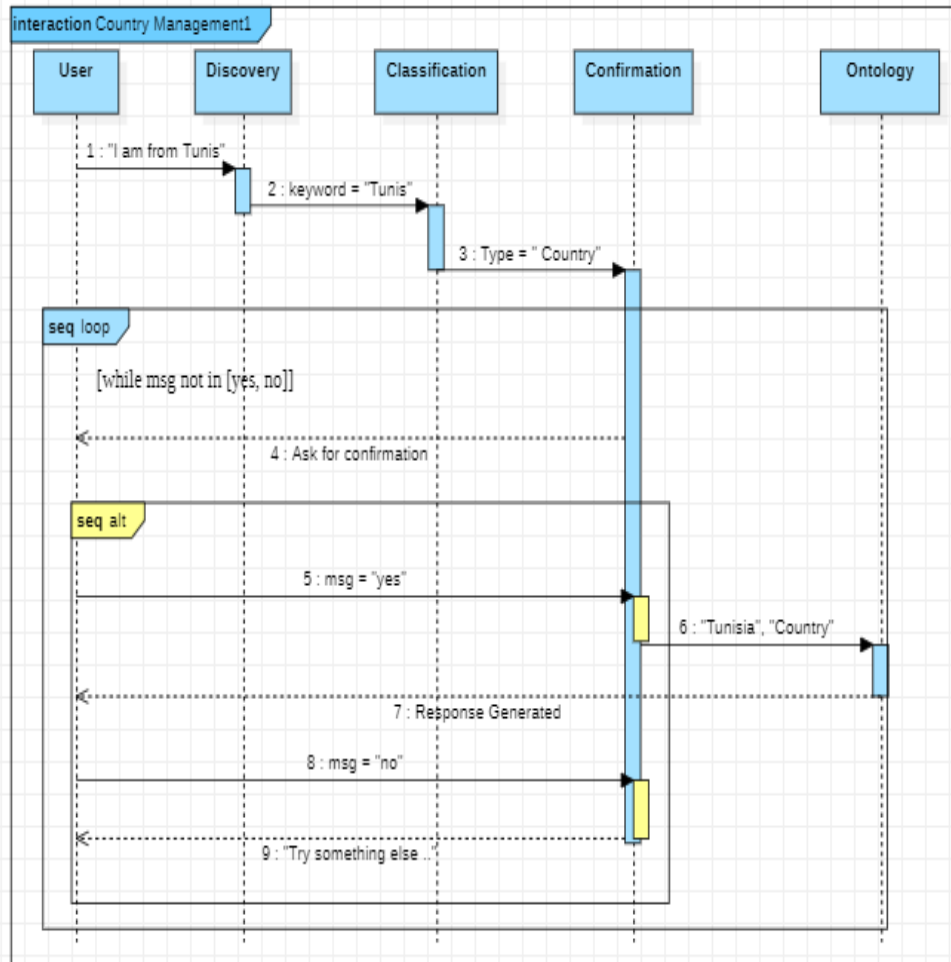 interaction Country Management1
User
Discovery
Classification
Confirmation
Ontology
1 : "I am from Tunis"
2 : keyword = "Tunis"
3 : Type = " Country"
seq loop
[while msg not in [yes, no]]
4 : Ask for confirmation
seq alt
5 : msg = "yes"
6 : "Tunisia", "Country"
7 : Response Generated
8 : msg = "no"
9 : "Try something else .."